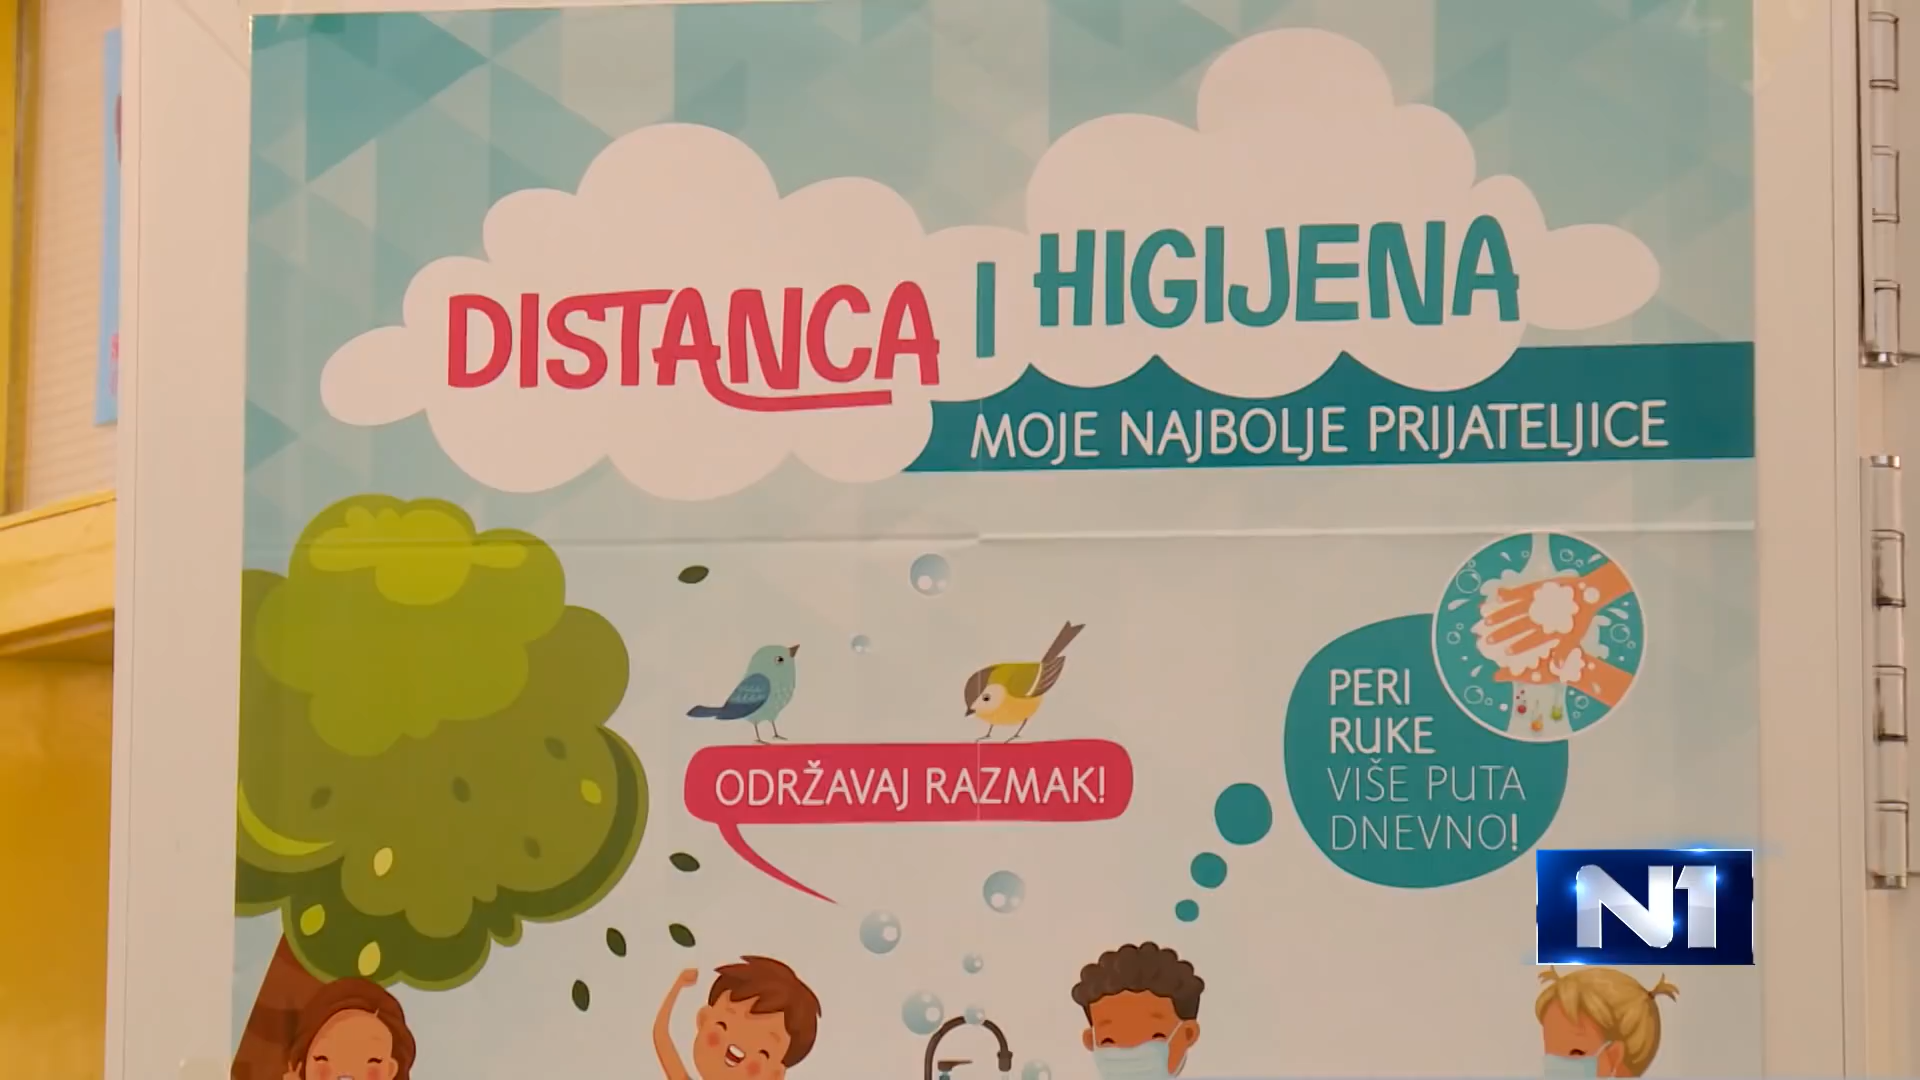 DISTANCA I HIGIJENA
MOJE NAJBOLJE PRIJATELJICE
ODRŽAVAJ RAZMAK!
PERI
RUKE
VIŠE PUTA
DNEVNO!
N1